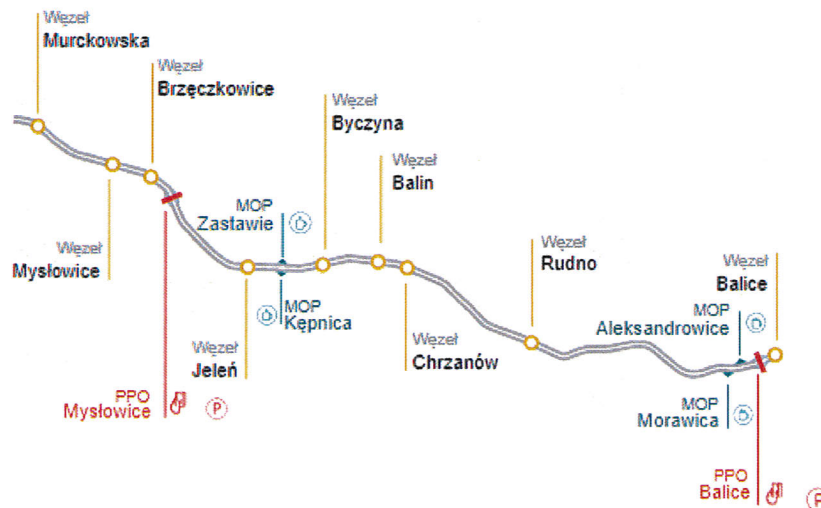 Węzeł
Murckowska
Węzeł
Brzęczkowice
Węzeł
Byczyna
Węzeł
Balin
MOP
Zastawie
Węzeł
Mysłowice
Węzeł
Rudno
Węzeł
Balice
MOP
Kępnica
MOP
Aleksandrowice
Węzeł
Jeleń
Węzeł
Chrzanów
PPO
Mysłowice
P
MOP
Morawica
PPO
Balice
P